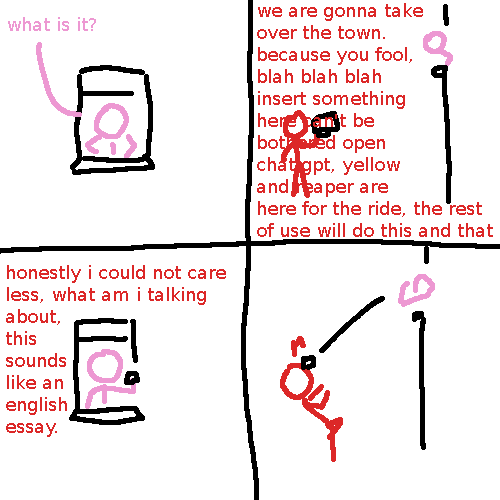 what is it?
we are gonna take
over the town.
because you fool,
blah blah blah
insert something
here can't be
bothered open
chatgpt, yellow
and reaper are
here for the ride, the rest
of use will do this and that
honestly i could not care
less, what am i talking
about,
this
sounds
like an
english
essay.